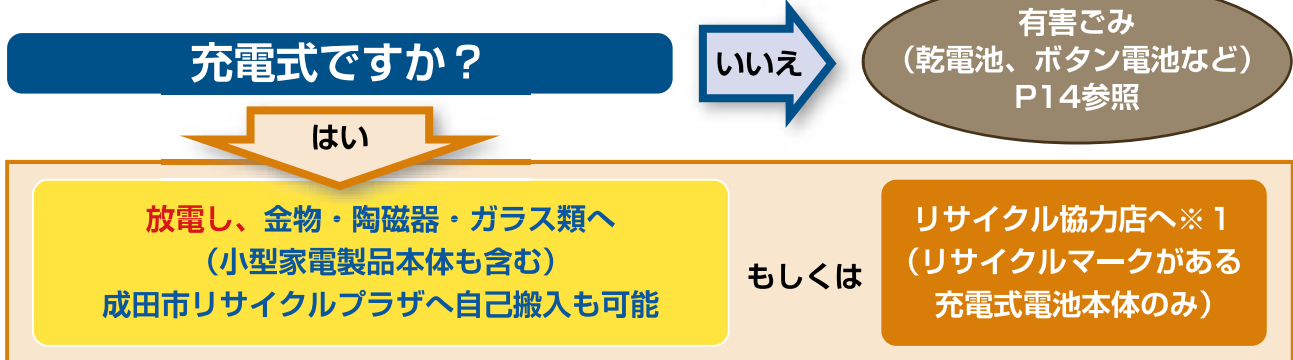 充電式ですか？
いいえ
有害ごみ
（乾電池、ボタン電池など）
P14参照
はい
放電し、金物・陶磁器・ガラス類へ
（小型家電製品本体も含む）
成田市リサイクルプラザへ自己搬入も可能
もしくは
リサイクル協力店へ※１
（リサイクルマークがある
充電式電池本体のみ）